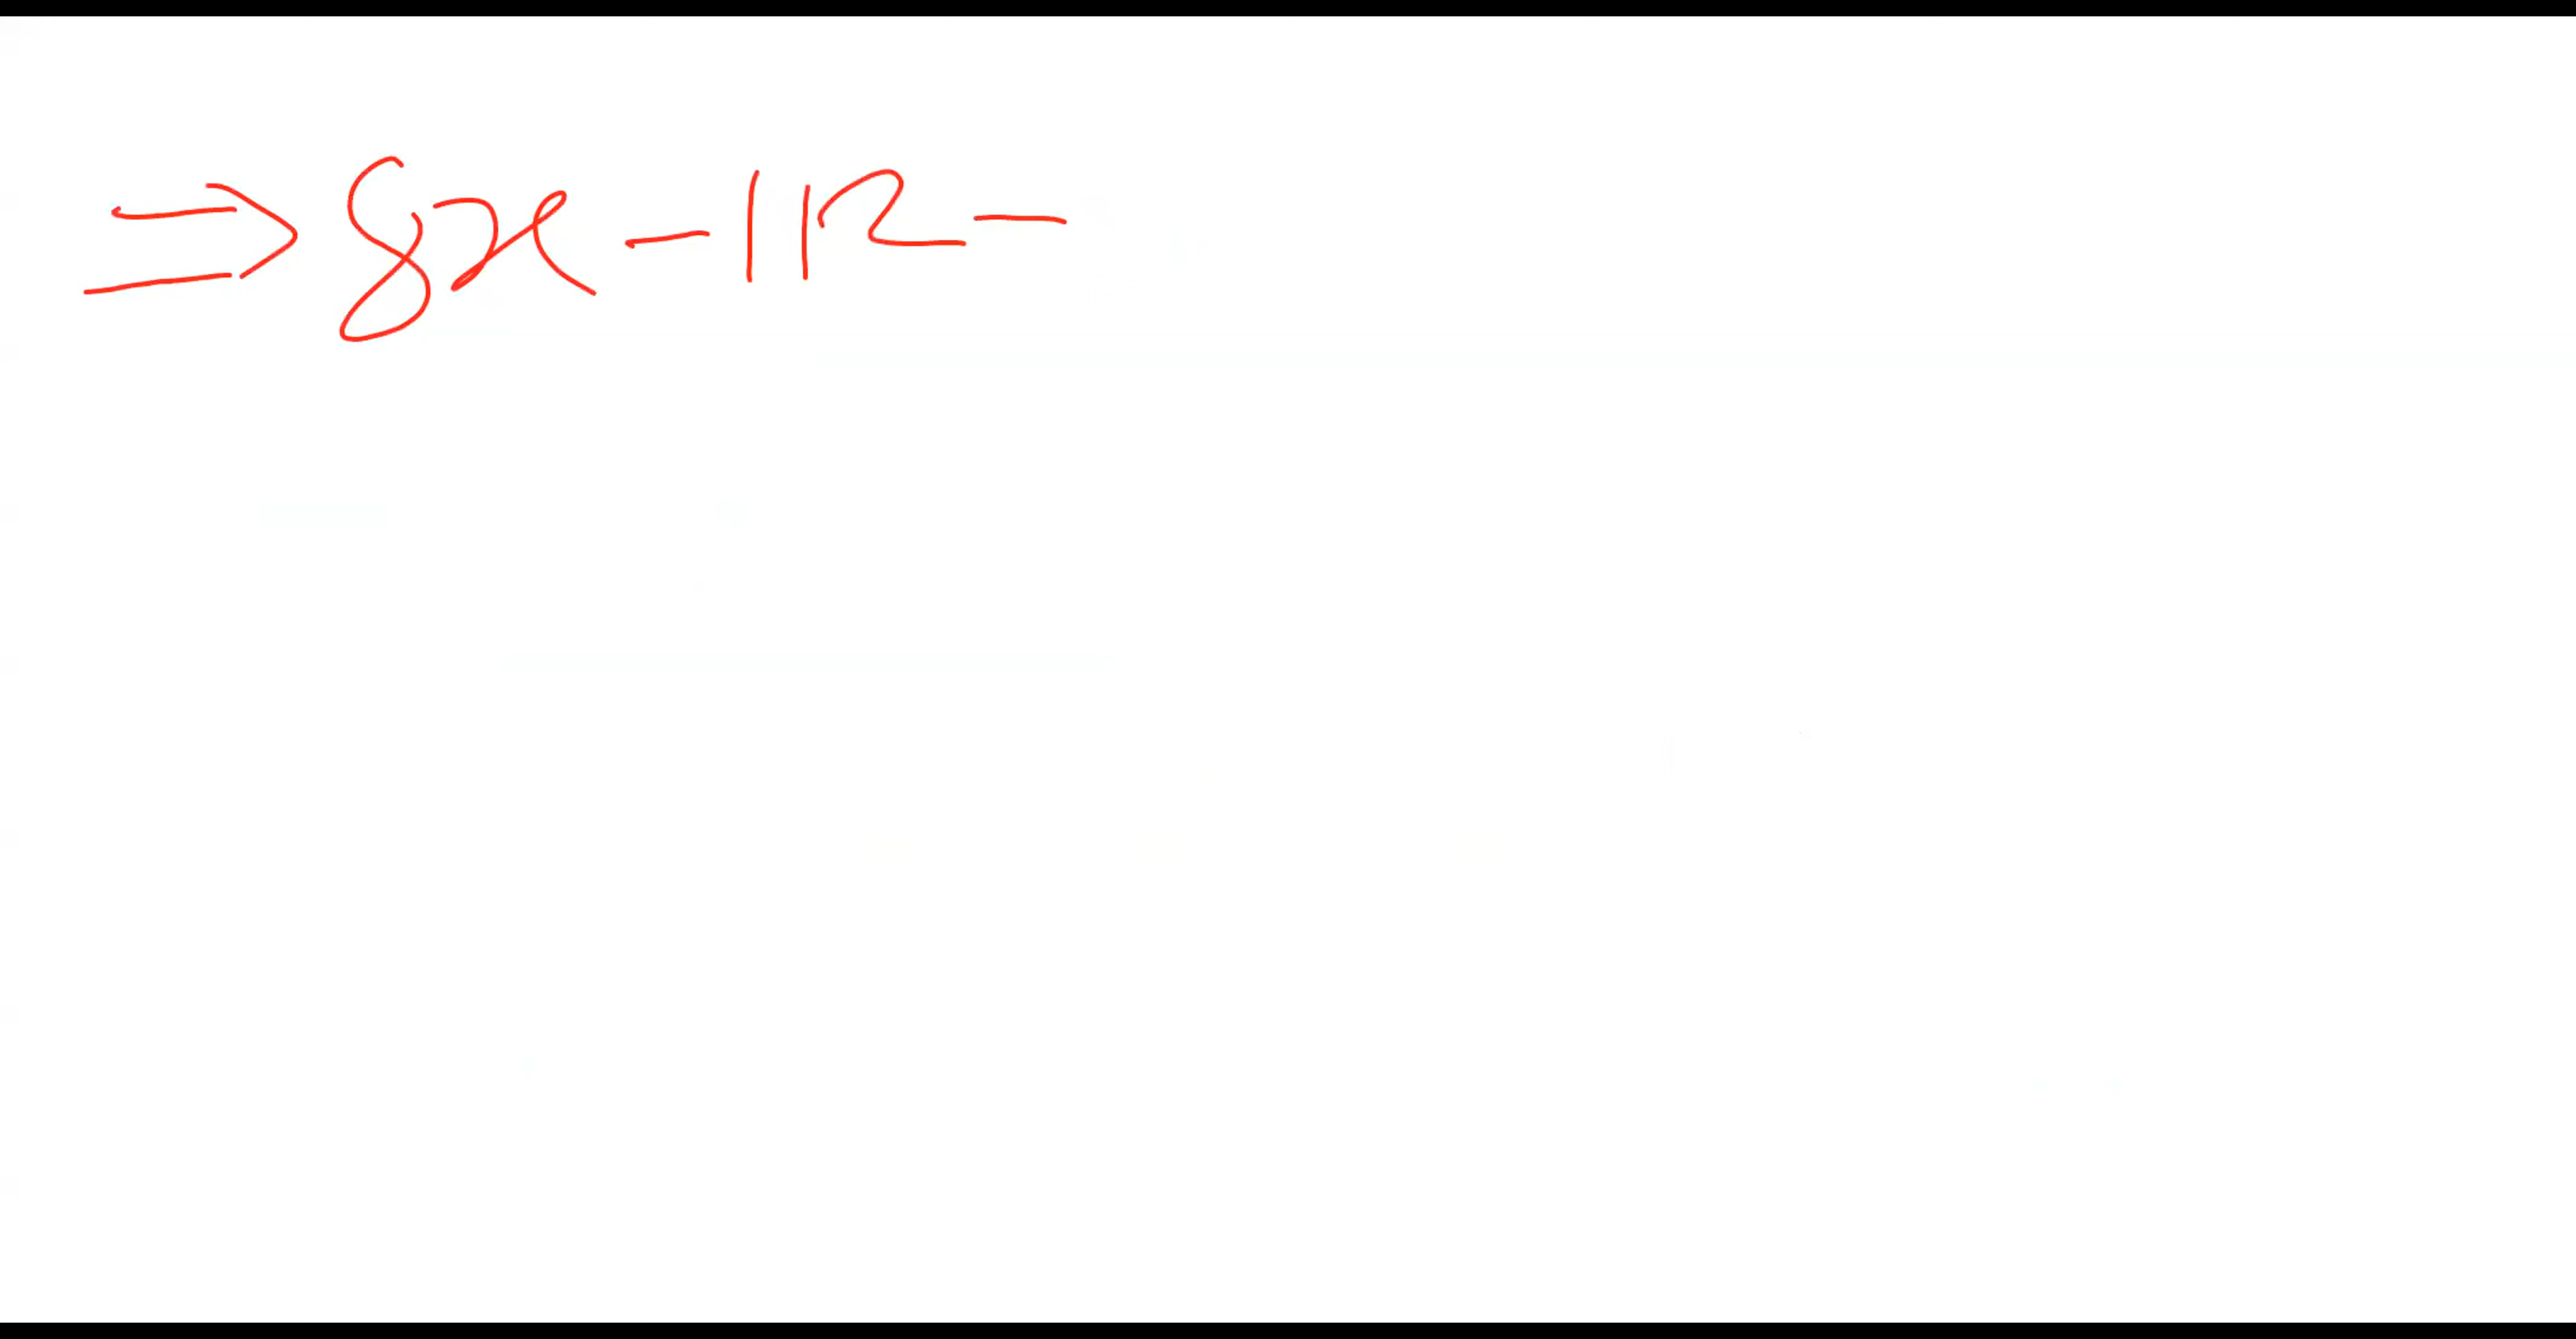 ⇒ 8x - 112 -